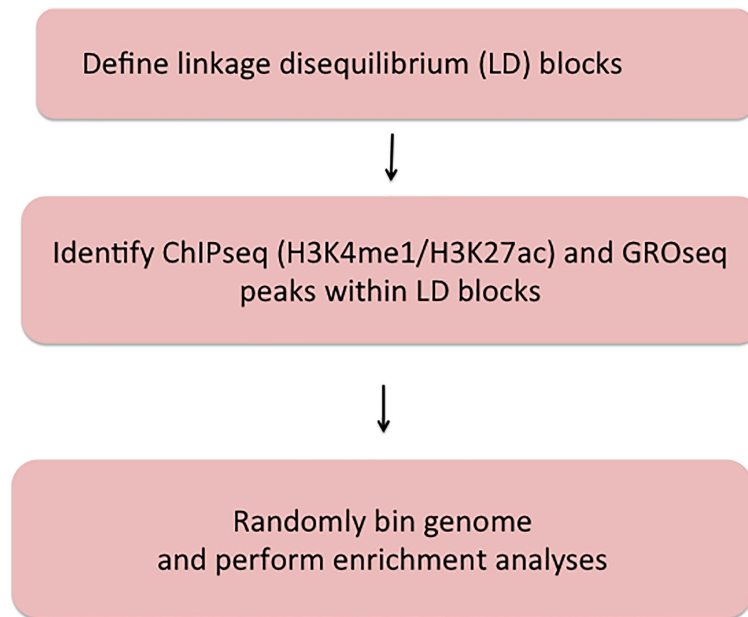 Define linkage disequilibrium (LD) blocks
Identify ChIPseq (H3K4me1/H3K27ac) and GROseq
peaks within LD blocks
Randomly bin genome
and perform enrichment analyses